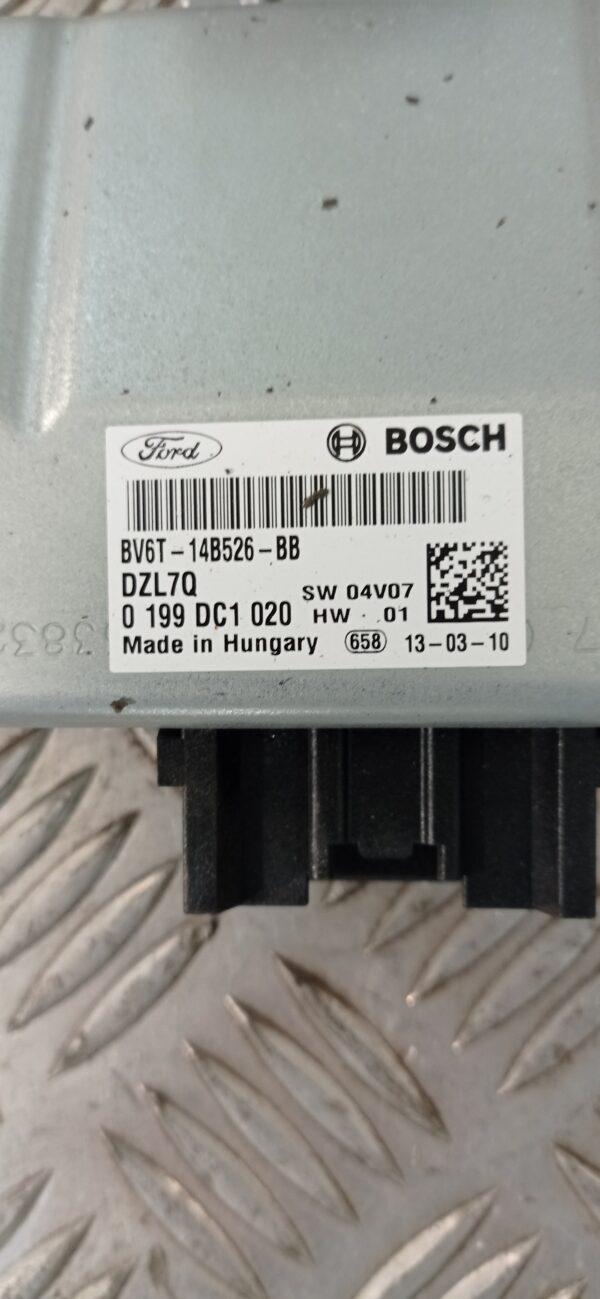 Ford BOSCH
BV6T-14B526-BB
DZL7Q
SW 04V07
0 199 DC1 020 HW 01
Made in Hungary 658 13-03-10